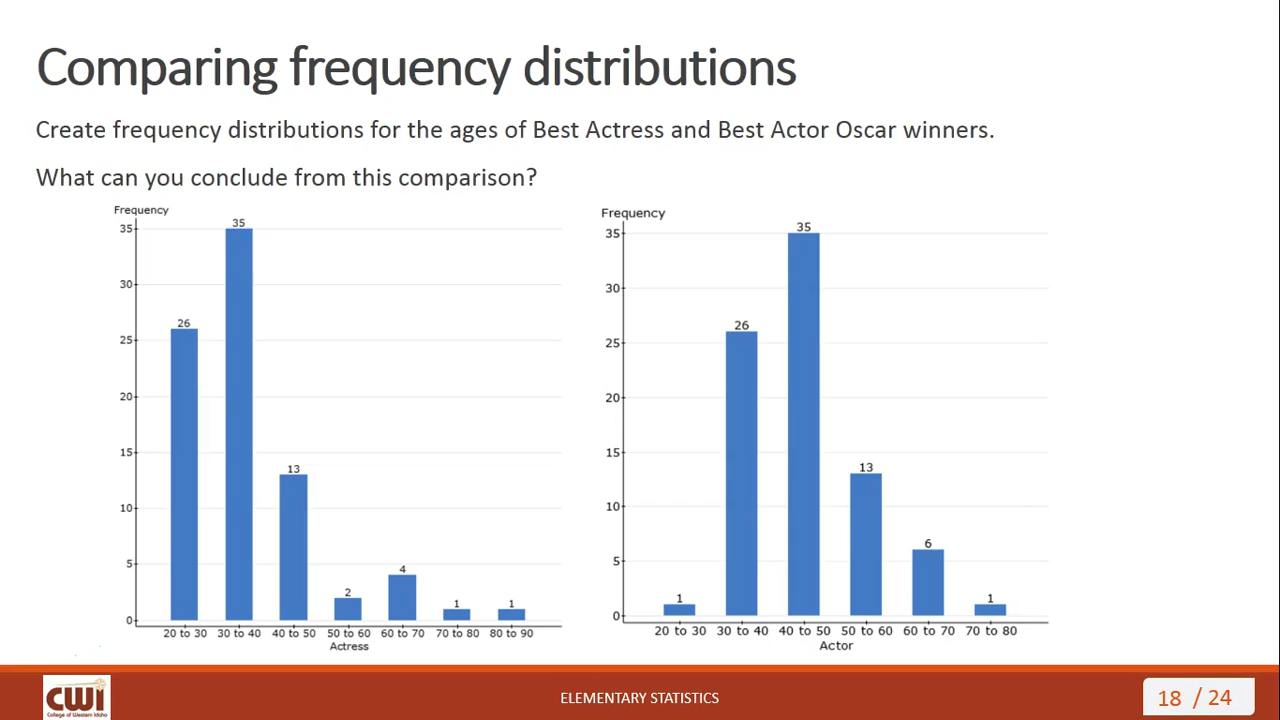 Comparing frequency distributions
Create frequency distributions for the ages of Best Actress and Best Actor Oscar winners.
What can you conclude from this comparison?
Frequency
35
30
25
20
15
10
5
0
26
35
13
2
4
1
1
20 to 30 30 to 40 40 to 50 50 to 60 60 to 70 70 to 80 80 to 90
Actress
Frequency
35
30
25
20
15
10
5
0
1
26
35
13
6
1
20 to 30 30 to 40 40 to 50 50 to 60 60 to 70 70 to 80
Actor
CWI
College of Western Idaho
ELEMENTARY STATISTICS
18 / 24